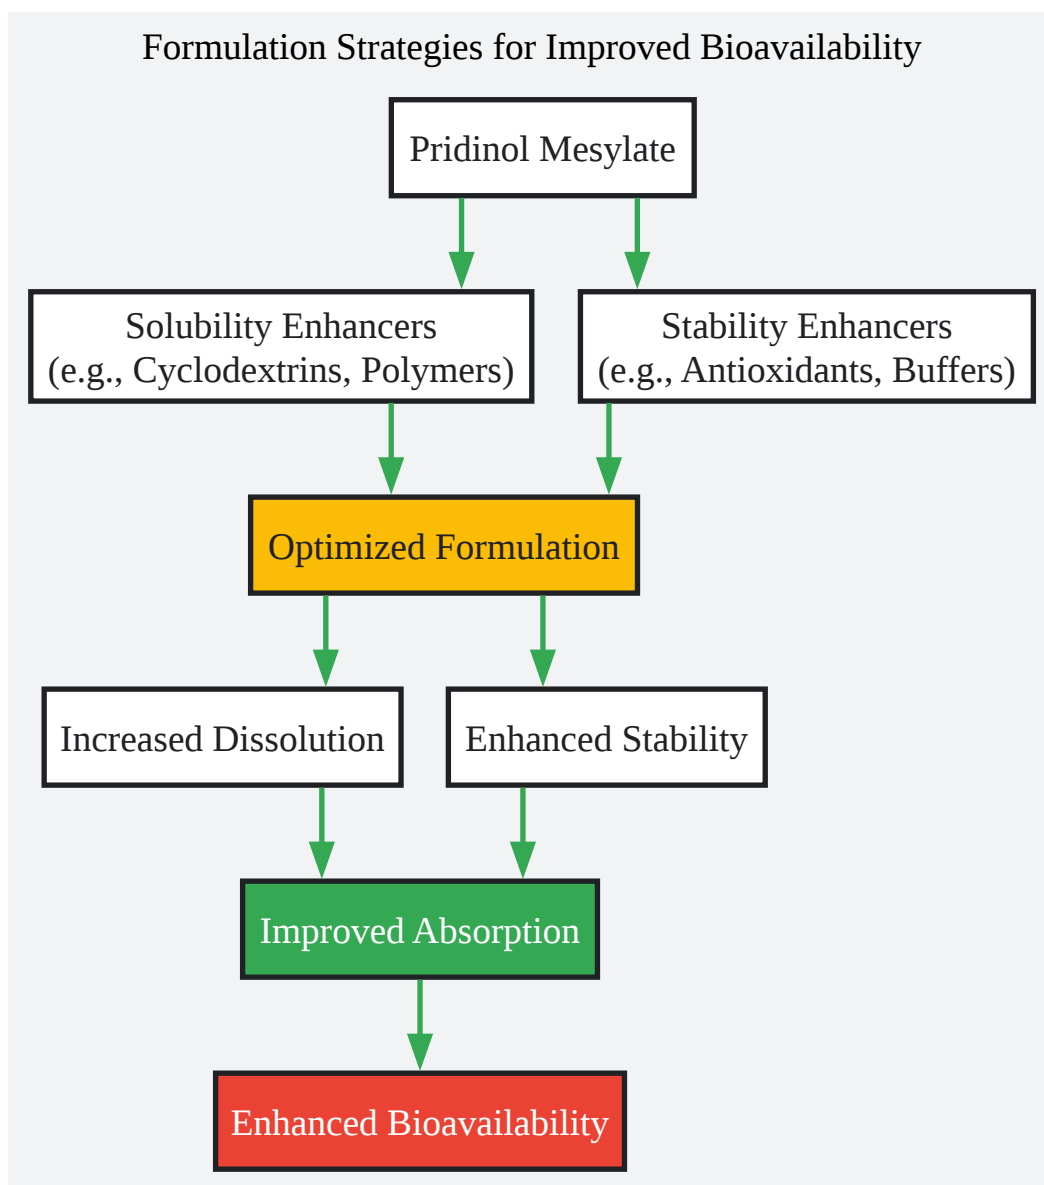 Formulation Strategies for Improved Bioavailability
Pridinol Mesylate
Solubility Enhancers
(e.g., Cyclodextrins, Polymers)
Stability Enhancers
(e.g., Antioxidants, Buffers)
Optimized Formulation
Increased Dissolution
Enhanced Stability
Improved Absorption
Enhanced Bioavailability